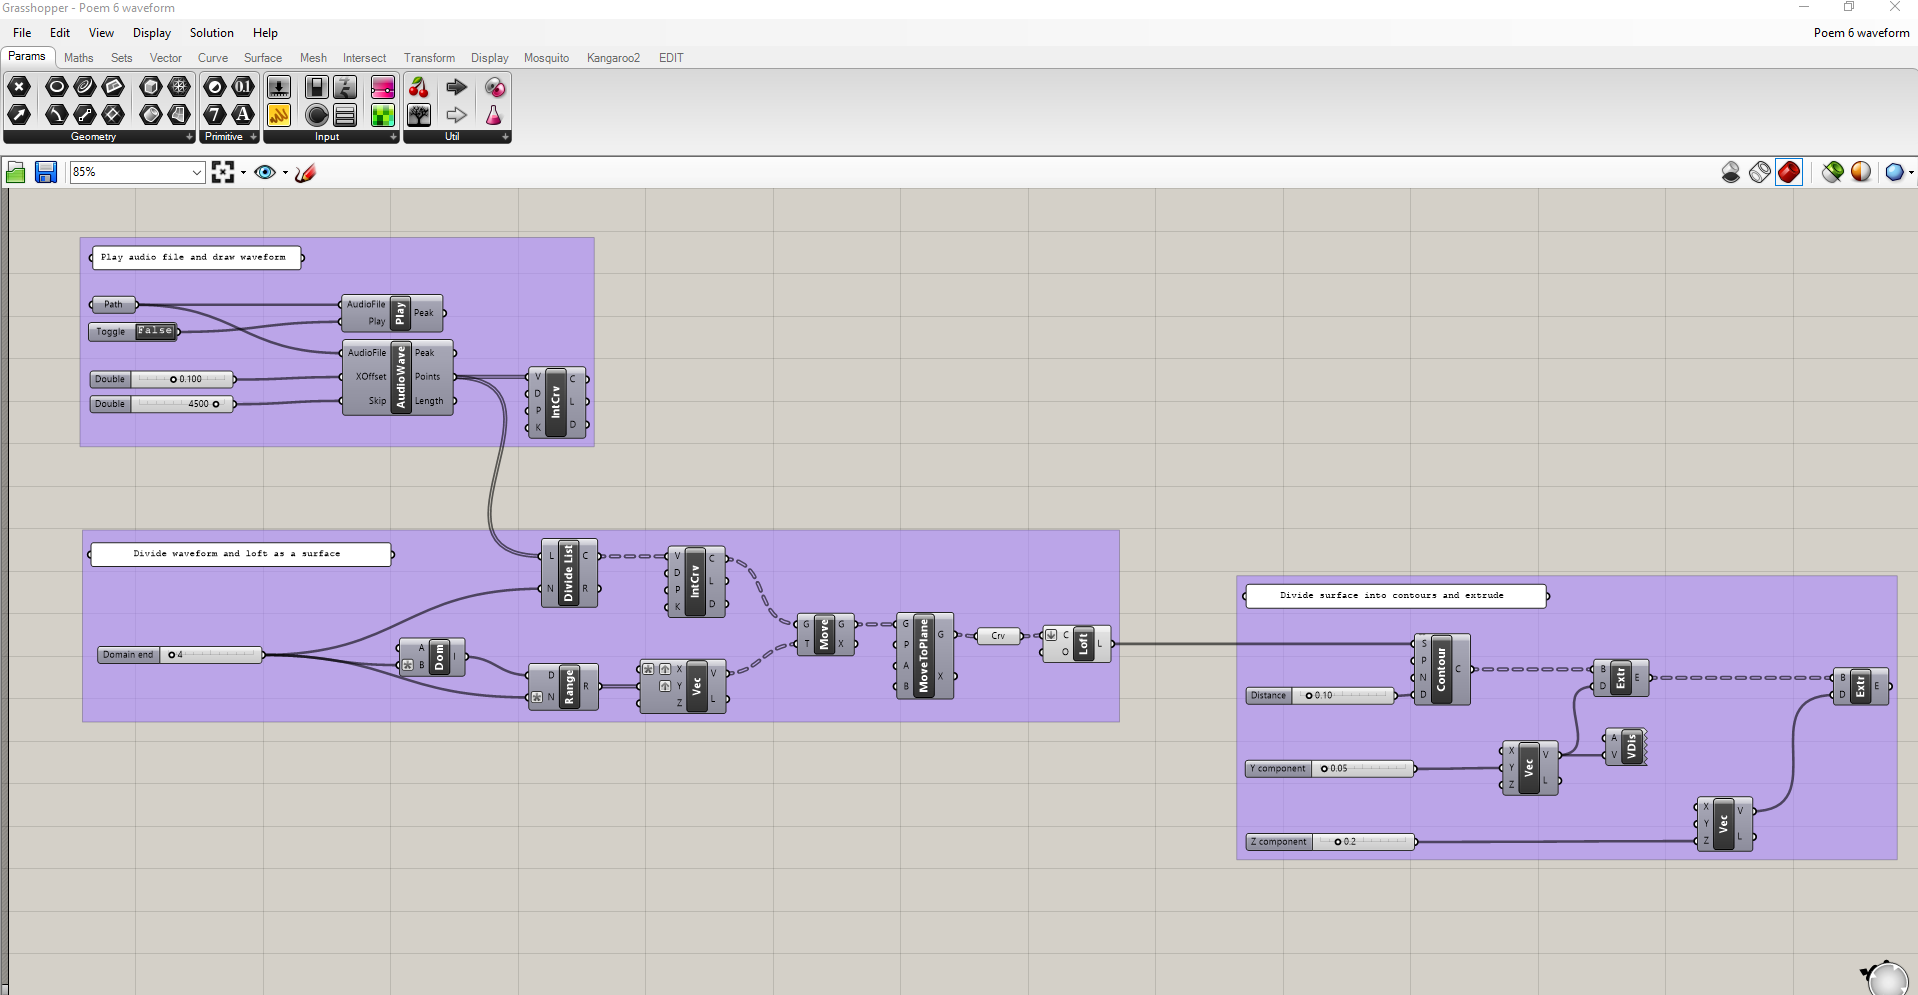 Grasshopper - Poem 6 waveform
File Edit View Display Solution Help
Poem 6 waveform
Params Maths Sets Vector Curve Surface Mesh Intersect Transform Display Mosquito Kangaroo2 EDIT
Geometry Primitive Input Util
85%
Play audio file and draw waveform
Path
Toggle False
AudioFile Play Play Peak
AudioFile XOffset Skip AudioWave Peak Points Length
Double 0.100
Double 4500
V D P K IntCrv C L D
Divide waveform and loft as a surface
L N Divide List C R
V D P K IntCrv C L D
Domain end 4
A B Dom I
D N Range R
X Y Z Vec V L
G T Move G X
G P A B MoveToPlane G X
Crv
C O Loft L
Divide surface into contours and extrude
S P N D Contour C
Distance 0.10
B D Extr E
B D Extr E
Y component 0.05
X Y Z Vec V L
A V VDis
Z component 0.2
X Y Z Vec V L